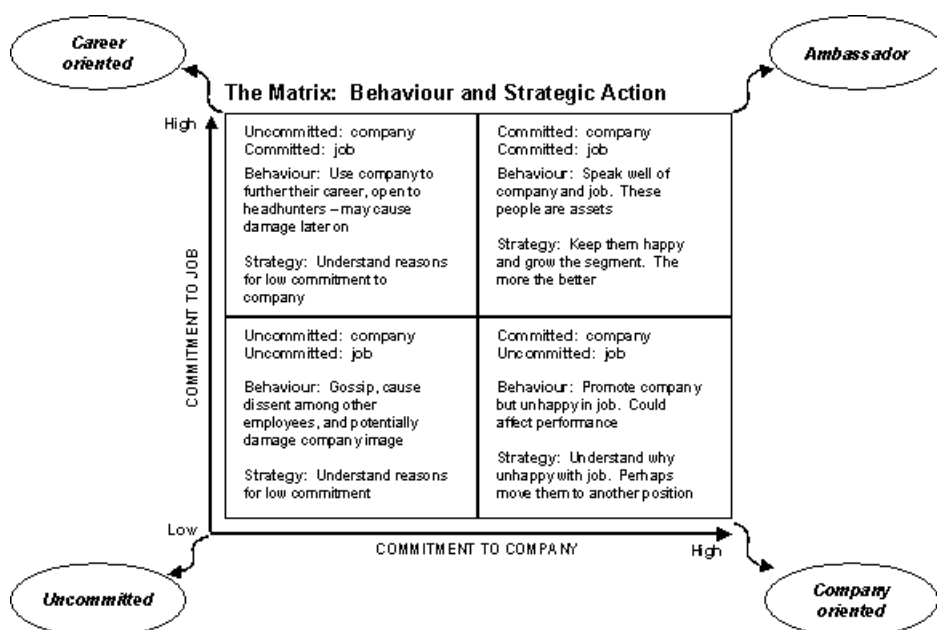 Career
oriented
Ambassador
The Matrix: Behaviour and Strategic Action
High
Uncommitted: company
Committed: job
Behaviour: Use company to
further their career, open to
headhunters – may cause
damage later on
Strategy: Understand reasons
for low commitment to
company
Committed: company
Committed: job
Behaviour: Speak well of
company and job. These
people are assets
Strategy: Keep them happy
and grow the segment. The
more the better
COMMITMENT TO JOB
Uncommitted: company
Uncommitted: job
Behaviour: Gossip, cause
dissent among other
employees, and potentially
damage company image
Strategy: Understand reasons
for low commitment
Committed: company
Uncommitted: job
Behaviour: Promote company
but unhappy in job. Could
affect performance
Strategy: Understand why
unhappy with job. Perhaps
move them to another position
Low
COMMITMENT TO COMPANY
High
Uncommitted
Company
oriented